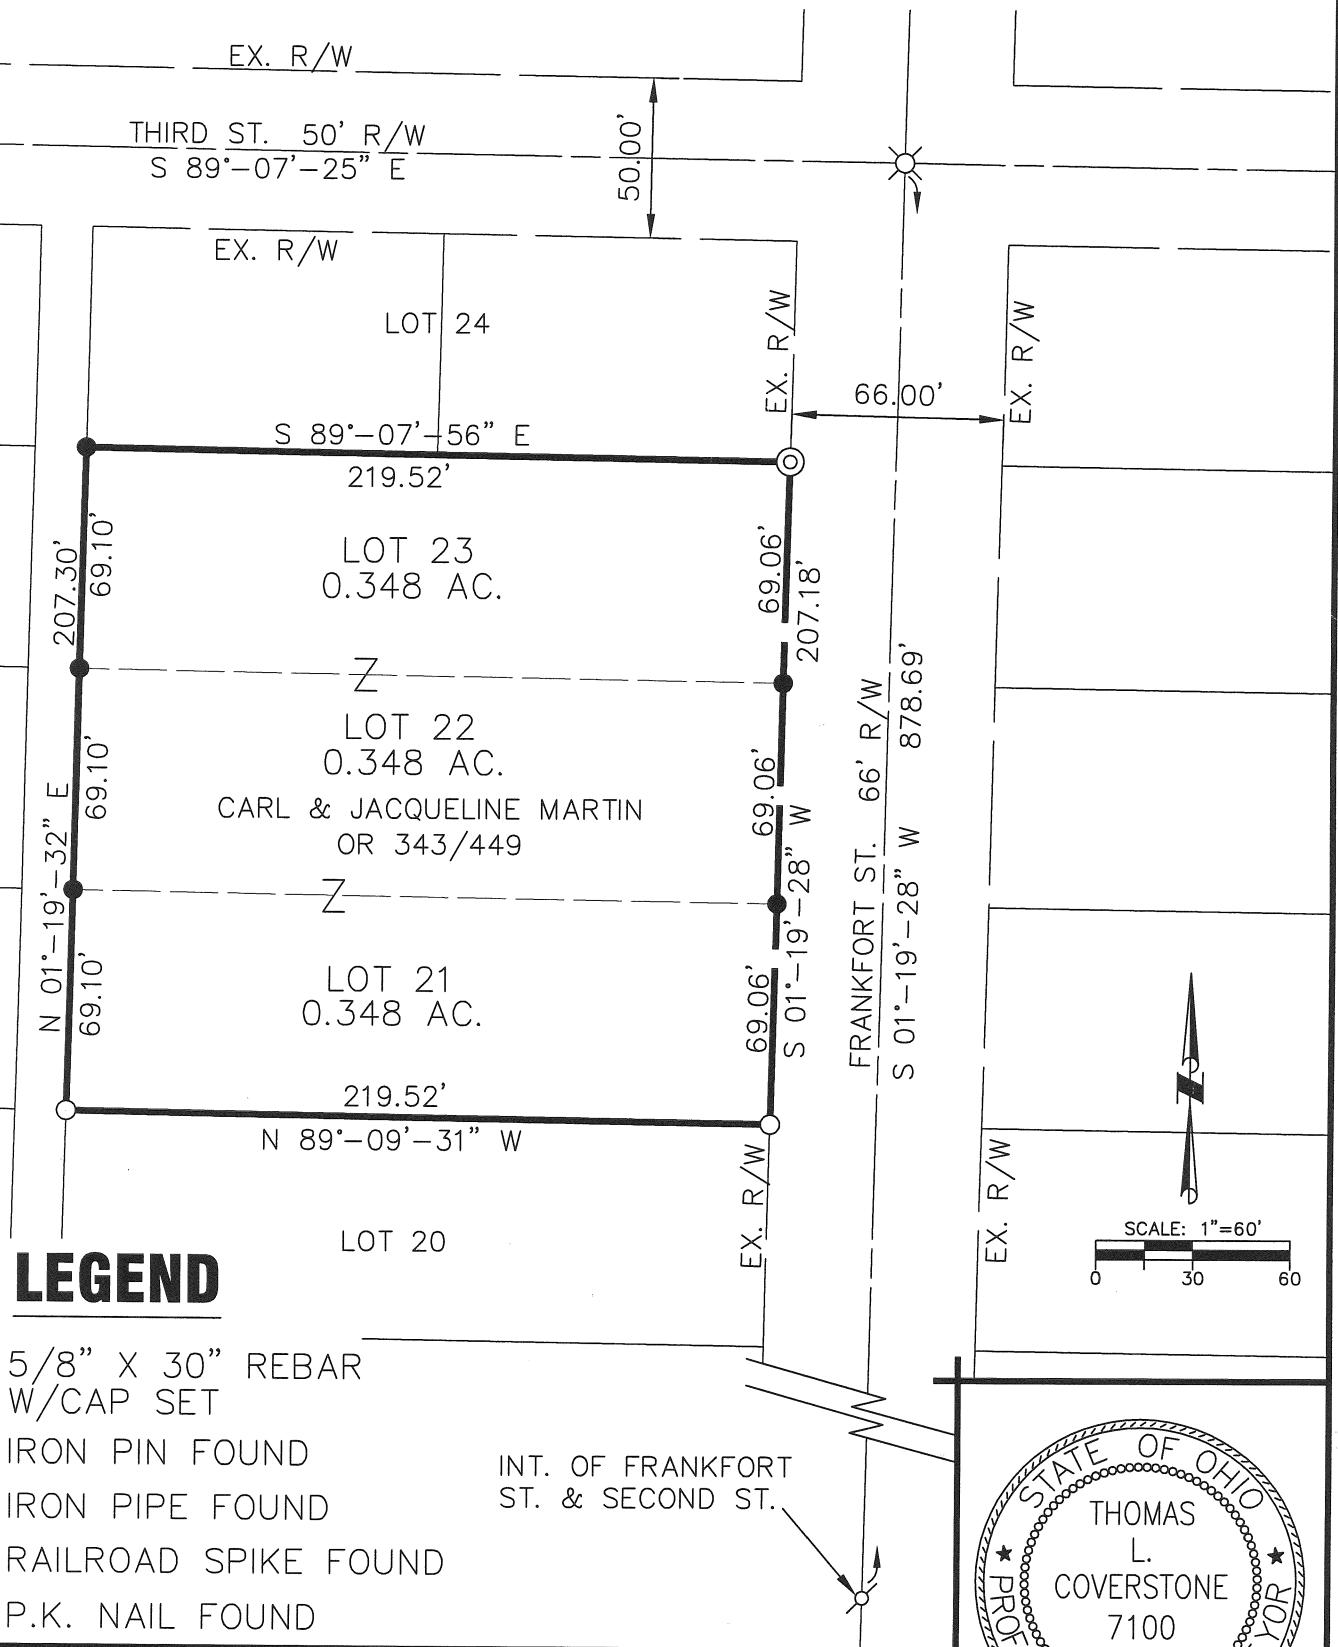 EX. R/W
THIRD ST. 50' R/W
S 89°-07'-25" E
50.00'
EX. R/W
LOT 24
EX. R/W
EX. R/W
66.00'
S 89°-07'-56" E
219.52'
207.30'
69.10'
LOT 23
0.348 AC.
69.06'
207.18'
Z
LOT 22
0.348 AC.
69.10'
69.06'
CARL & JACQUELINE MARTIN
OR 343/449
N 01°-19'-32" E
S 01°-19'-28" W
FRANKFORT ST. 66' R/W
S 01°-19'-28" W 878.69'
Z
LOT 21
0.348 AC.
69.10'
69.06'
219.52'
N 89°-09'-31" W
EX. R/W
EX. R/W
LOT 20
Z
SCALE: 1"=60'
0 30 60
LEGEND
5/8" X 30" REBAR
W/CAP SET
IRON PIN FOUND
IRON PIPE FOUND
RAILROAD SPIKE FOUND
P.K. NAIL FOUND
INT. OF FRANKFORT
ST. & SECOND ST.
STATE OF OHIO
THOMAS
L.
COVERSTONE
7100
PROF
YOR